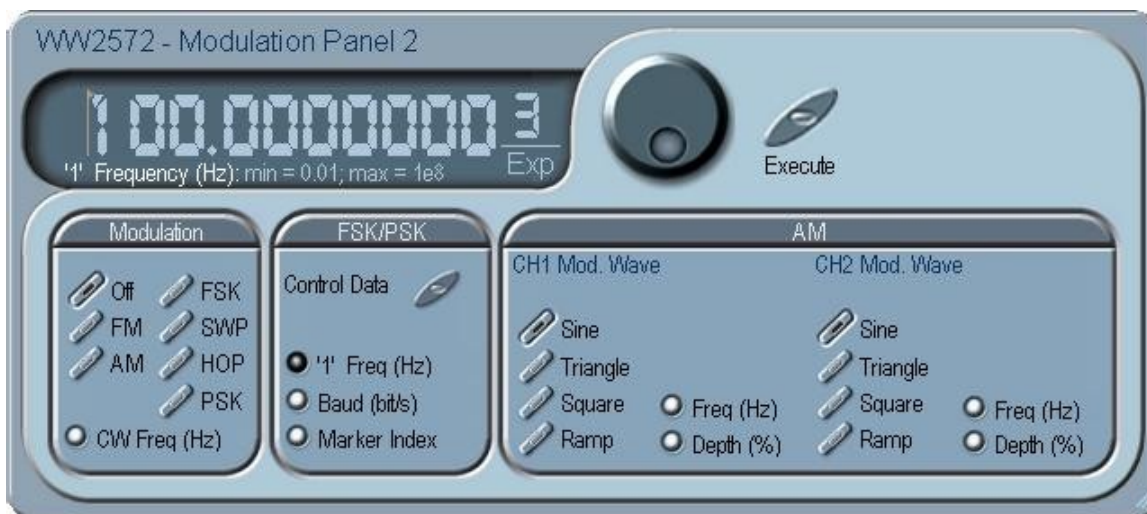 WW2572 - Modulation Panel 2
100.0000000 3
Exp
'1' Frequency (Hz): min = 0.01; max = 1e8
Execute
Modulation
Off
FSK
FM
SWP
AM
HOP
PSK
CW Freq (Hz)
FSK/PSK
Control Data
'1' Freq (Hz)
Baud (bit/s)
Marker Index
AM
CH1 Mod. Wave
Sine
Triangle
Square
Freq (Hz)
Ramp
Depth (%)
CH2 Mod. Wave
Sine
Triangle
Square
Freq (Hz)
Ramp
Depth (%)